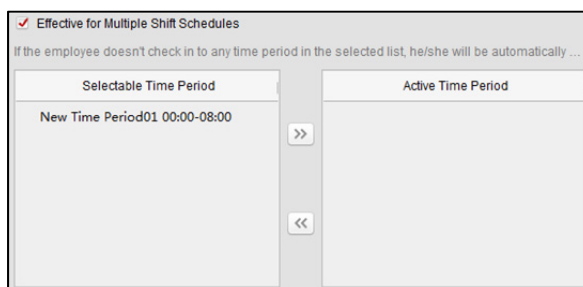 Effective for Multiple Shift Schedules
If the employee doesn't check in to any time period in the selected list, he/she will be automatically ...
Selectable Time Period
Active Time Period
New Time Period01 00:00-08:00
>>
<<